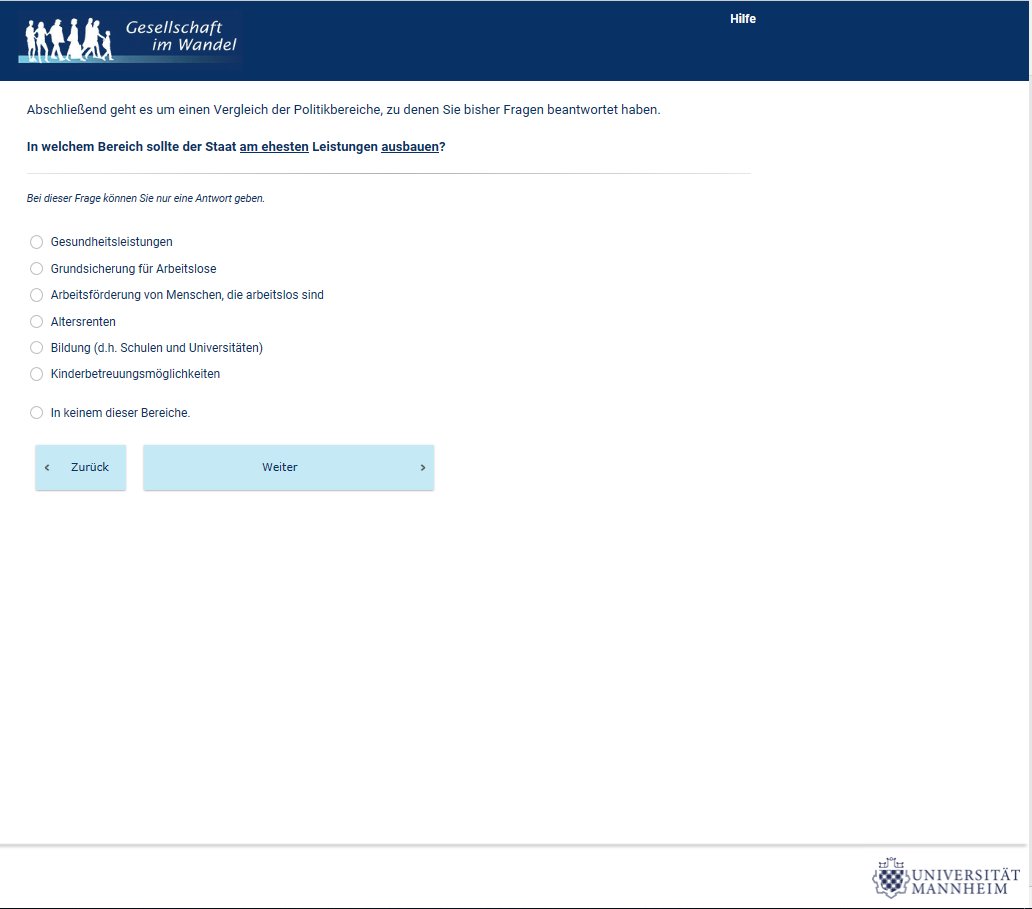 Gesellschaft
im Wandel
Hilfe
Abschließend geht es um einen Vergleich der Politikbereiche, zu denen Sie bisher Fragen beantwortet haben.
In welchem Bereich sollte der Staat am ehesten Leistungen ausbauen?
Bei dieser Frage können Sie nur eine Antwort geben.
Gesundheitsleistungen
Grundsicherung für Arbeitslose
Arbeitsförderung von Menschen, die arbeitslos sind
Altersrenten
Bildung (d.h. Schulen und Universitäten)
Kinderbetreuungsmöglichkeiten
In keinem dieser Bereiche.
Zurück
Weiter
UNIVERSITÄT
MANNHEIM